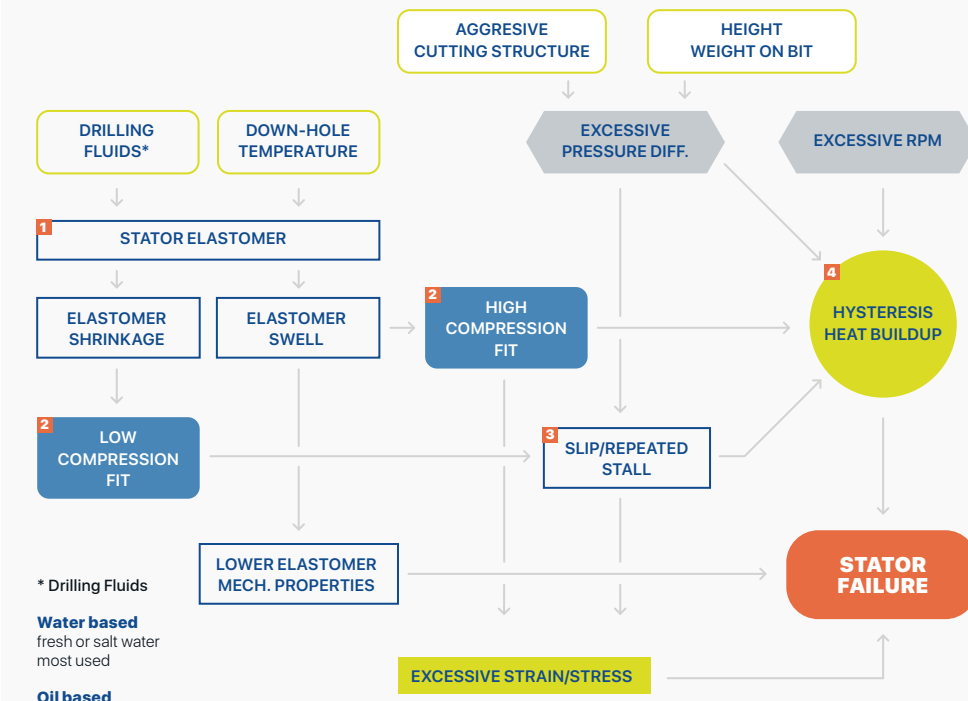 AGGRESIVE
CUTTING STRUCTURE
HEIGHT
WEIGHT ON BIT
DRILLING
FLUIDS*
DOWN-HOLE
TEMPERATURE
EXCESSIVE
PRESSURE DIFF.
EXCESSIVE RPM
1
STATOR ELASTOMER
ELASTOMER
SHRINKAGE
ELASTOMER
SWELL
2
HIGH
COMPRESSION
FIT
4
HYSTERESIS
HEAT BUILDUP
2
LOW
COMPRESSION
FIT
3
SLIP/REPEATED
STALL
LOWER ELASTOMER
MECH. PROPERTIES
STATOR
FAILURE
EXCESSIVE STRAIN/STRESS
* Drilling Fluids
Water based
fresh or salt water
most used
Oil based